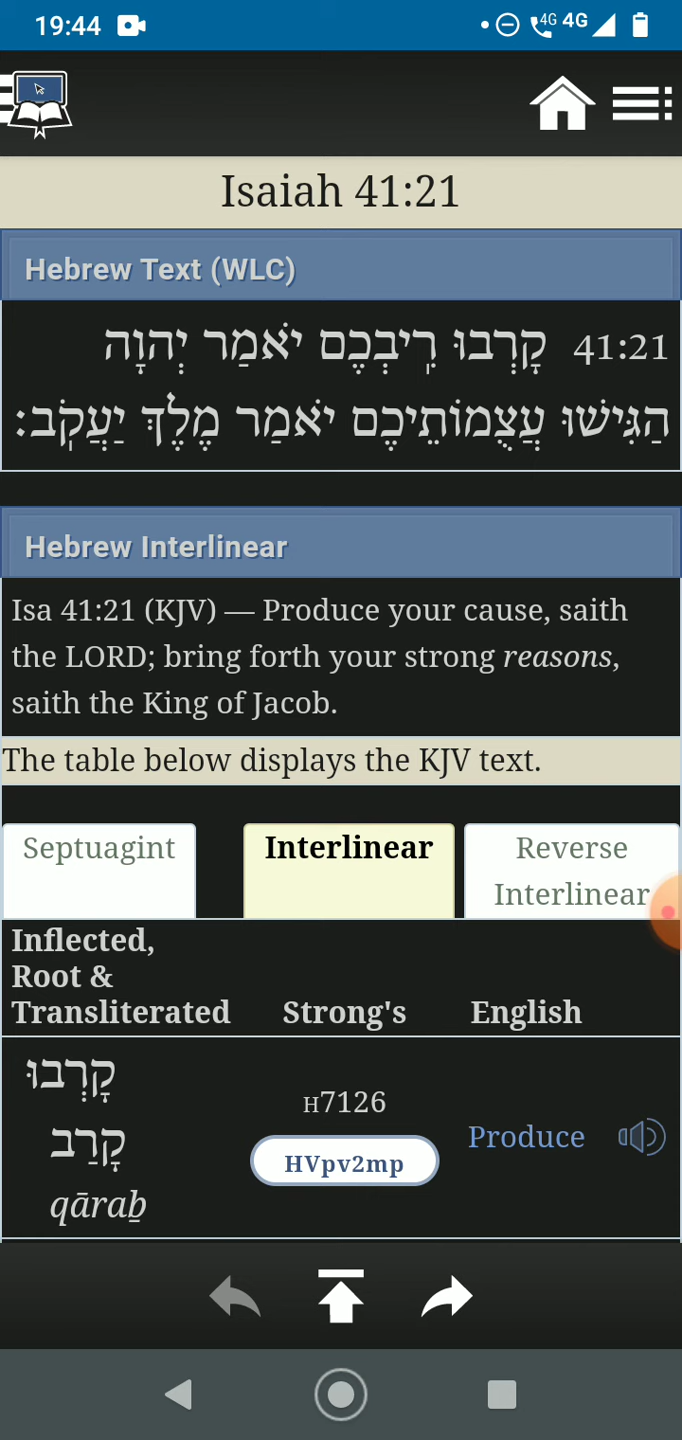 19:44
4G 4G
Isaiah 41:21
Hebrew Text (WLC)
41:21 קָרְבוּ רִֽיבְכֶם יֹאמַר יְהוָה
הַגִּישׁוּ עֲצֻמוֹתֵיכֶם יֹאמַר מֶלֶךְ יַעֲקֹֽב׃
Hebrew Interlinear
Isa 41:21 (KJV) — Produce your cause, saith
the LORD; bring forth your strong reasons,
saith the King of Jacob.
The table below displays the KJV text.
Septuagint
Interlinear
Reverse
Interlinear
Inflected,
Root &
Transliterated
Strong's
English
קָרְבוּ
קָרַב
qāraḇ
H7126
HVpv2mp
Produce